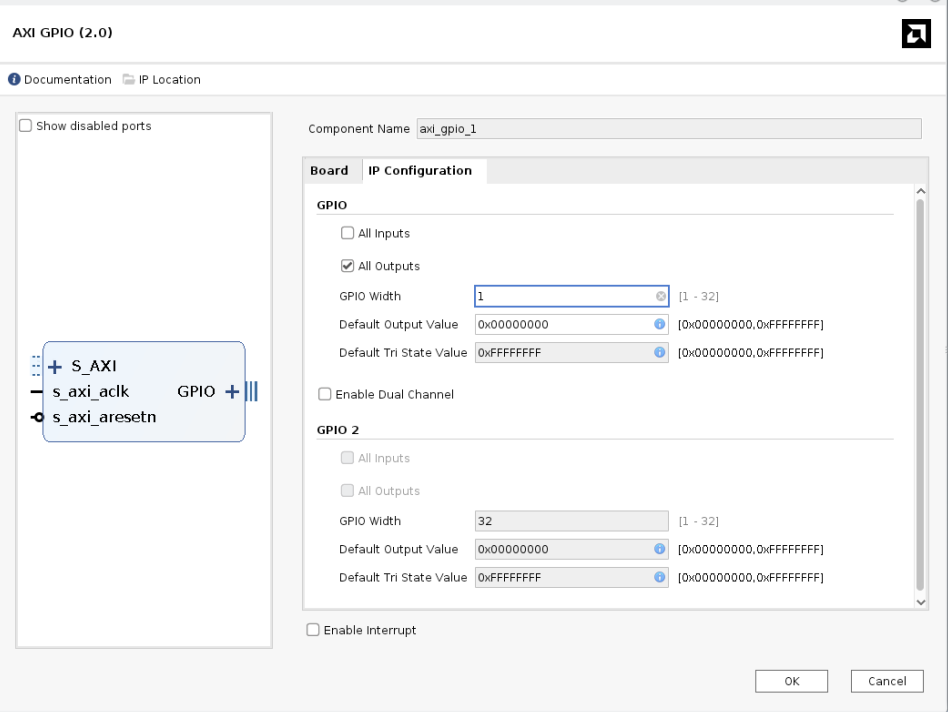 AXI GPIO (2.0)
Documentation IP Location
Show disabled ports
Component Name axi_gpio_1
Board IP Configuration
GPIO
All Inputs
All Outputs
GPIO Width 1 [1 - 32]
Default Output Value 0x00000000 [0x00000000,0xFFFFFFFF]
Default Tri State Value 0xFFFFFFFF [0x00000000,0xFFFFFFFF]
S_AXI
s_axi_aclk GPIO
s_axi_aresetn
Enable Dual Channel
GPIO 2
All Inputs
All Outputs
GPIO Width 32 [1 - 32]
Default Output Value 0x00000000 [0x00000000,0xFFFFFFFF]
Default Tri State Value 0xFFFFFFFF [0x00000000,0xFFFFFFFF]
Enable Interrupt
OK Cancel